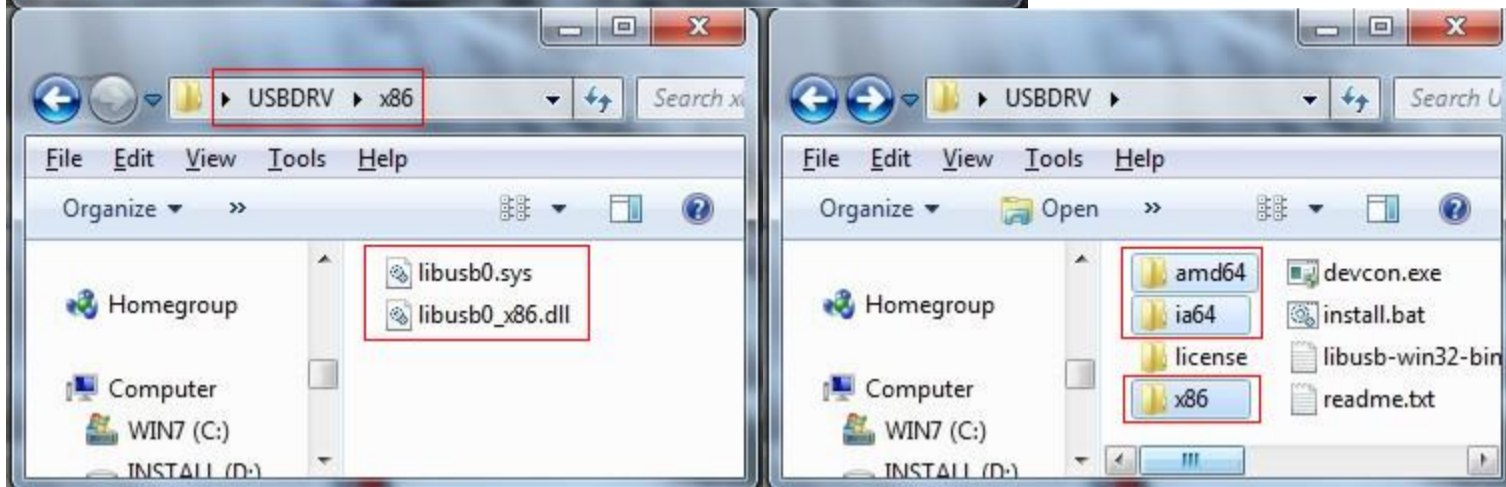 USBDRV x86
Search x
File Edit View Tools Help
Organize »
Homegroup
Computer
WIN7 (C:)
INSTALL (D:)
libusb0.sys
libusb0_x86.dll
USBDRV
Search U
File Edit View Tools Help
Organize Open »
Homegroup
Computer
WIN7 (C:)
INSTALL (D:)
amd64
ia64
license
x86
devcon.exe
install.bat
libusb-win32-bin
readme.txt